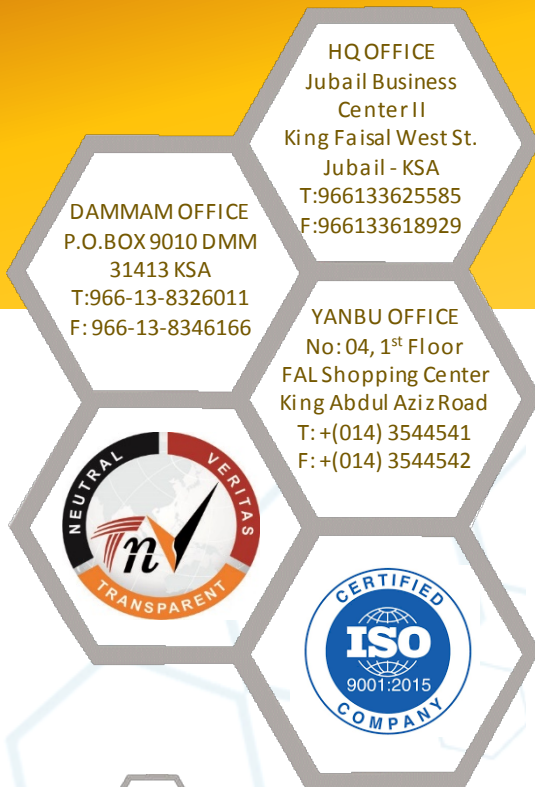 HQ OFFICE
Jubail Business
Center II
King Faisal West St.
Jubail - KSA
T:966133625585
F:966133618929
DAMMAM OFFICE
P.O.BOX 9010 DMM
31413 KSA
T:966-13-8326011
F: 966-13-8346166
YANBU OFFICE
No: 04, 1st Floor
FAL Shopping Center
King Abdul Aziz Road
T: +(014) 3544541
F: +(014) 3544542
NEUTRAL
VERITAS
TnV
TRANSPARENT
CERTIFIED
ISO
9001:2015
COMPANY